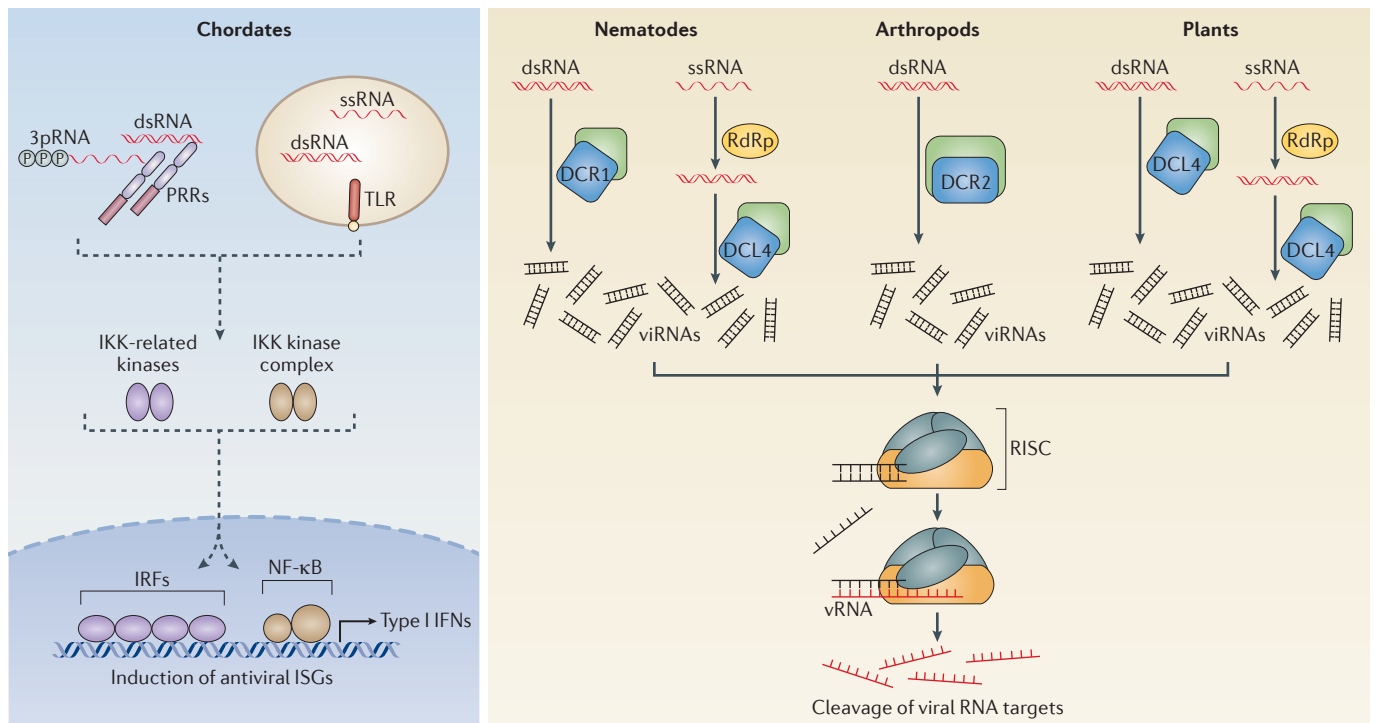 Chordates
ssRNA
dsRNA
3pRNA
dsRNA
P P P
PRRs
TLR
IKK-related
kinases
IKK kinase
complex
IRFs
NF-κB
Type I IFNs
Induction of antiviral ISGs
Nematodes
Arthropods
Plants
dsRNA
ssRNA
dsRNA
dsRNA
ssRNA
RdRp
RdRp
DCR1
DCR2
DCL4
DCL4
DCL4
viRNAs
viRNAs
viRNAs
RISC
vRNA
Cleavage of viral RNA targets